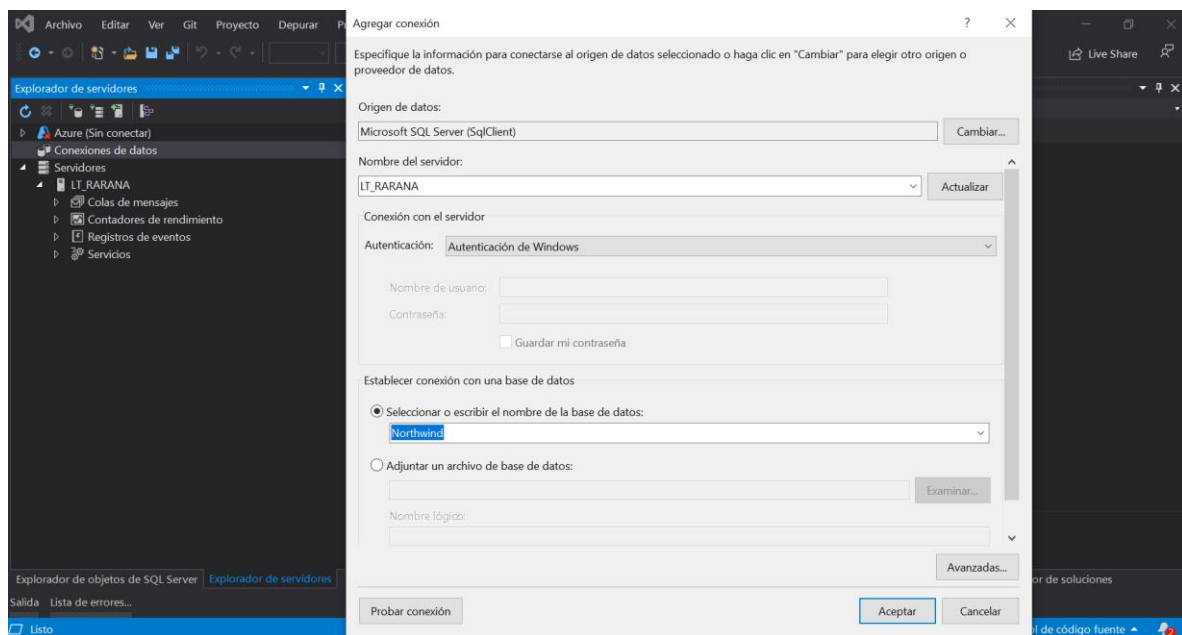 Archivo Editar Ver Git Proyecto Depurar
Agregar conexión
?
Live Share
Especifique la información para conectarse al origen de datos seleccionado o haga clic en "Cambiar" para elegir otro origen o
proveedor de datos.
Explorador de servidores
Azure (Sin conectar)
Conexiones de datos
Servidores
LT_RARANA
Colas de mensajes
Contadores de rendimiento
Registros de eventos
Servicios
Origen de datos:
Microsoft SQL Server (SqlClient)
Cambiar...
Nombre del servidor:
LT_RARANA
Actualizar
Conexión con el servidor
Autenticación: Autenticación de Windows
Nombre de usuario:
Contraseña:
Guardar mi contraseña
Establecer conexión con una base de datos
Seleccionar o escribir el nombre de la base de datos:
Northwind
Adjuntar un archivo de base de datos:
Examinar...
Nombre lógico:
Avanzadas...
Probar conexión
Aceptar
Cancelar
Explorador de objetos de SQL Server Explorador de servidores
or de soluciones
Salida Lista de errores...
Listo
l de código fuente
2